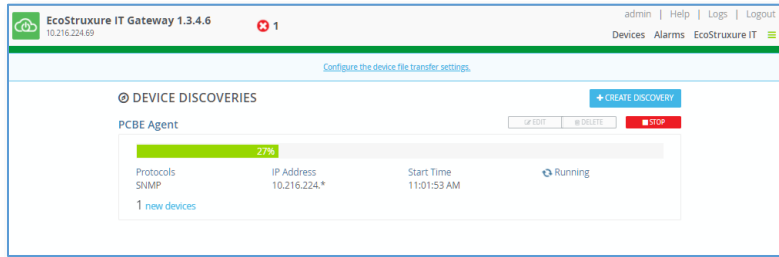 EcoStruxure IT Gateway 1.3.4.6
10.216.224.69
1
admin | Help | Logs | Logout
Devices Alarms EcoStruxure IT
Configure the device file transfer settings.
DEVICE DISCOVERIES
+ CREATE DISCOVERY
PCBE Agent
EDIT
DELETE
STOP
27%
Protocols IP Address Start Time Running
SNMP 10.216.224.* 11:01:53 AM
1 new devices